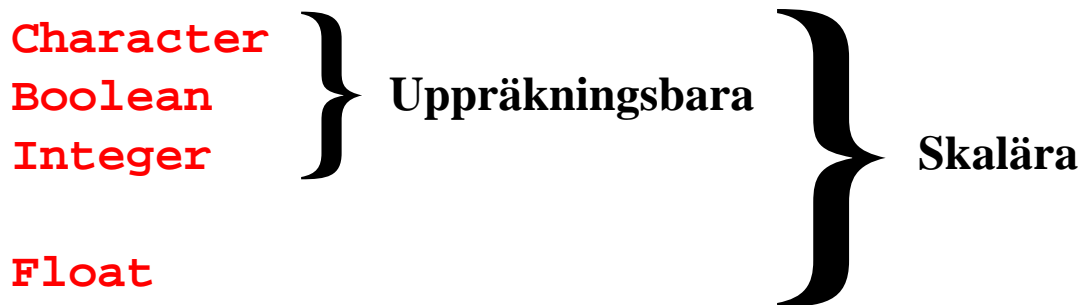 Character
Boolean
Integer
Float
Uppräkningsbara
Skalära